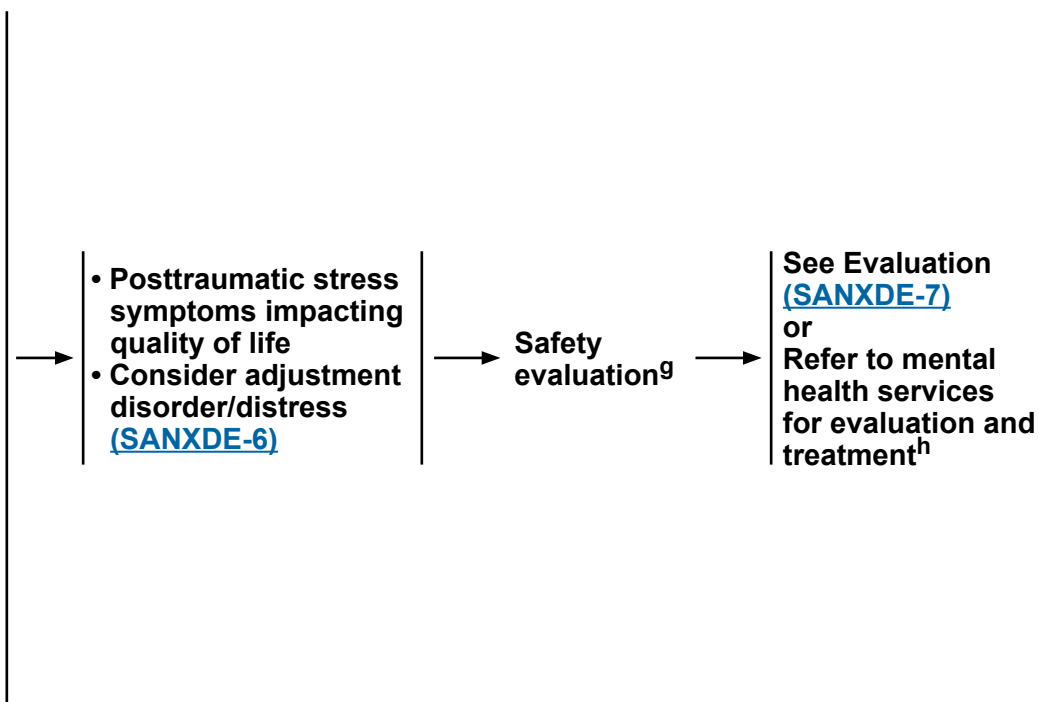 • Posttraumatic stress
symptoms impacting
quality of life
• Consider adjustment
disorder/distress
(SANXDE-6)
Safety
evaluationg
See Evaluation
(SANXDE-7)
or
Refer to mental
health services
for evaluation and
treatmenth